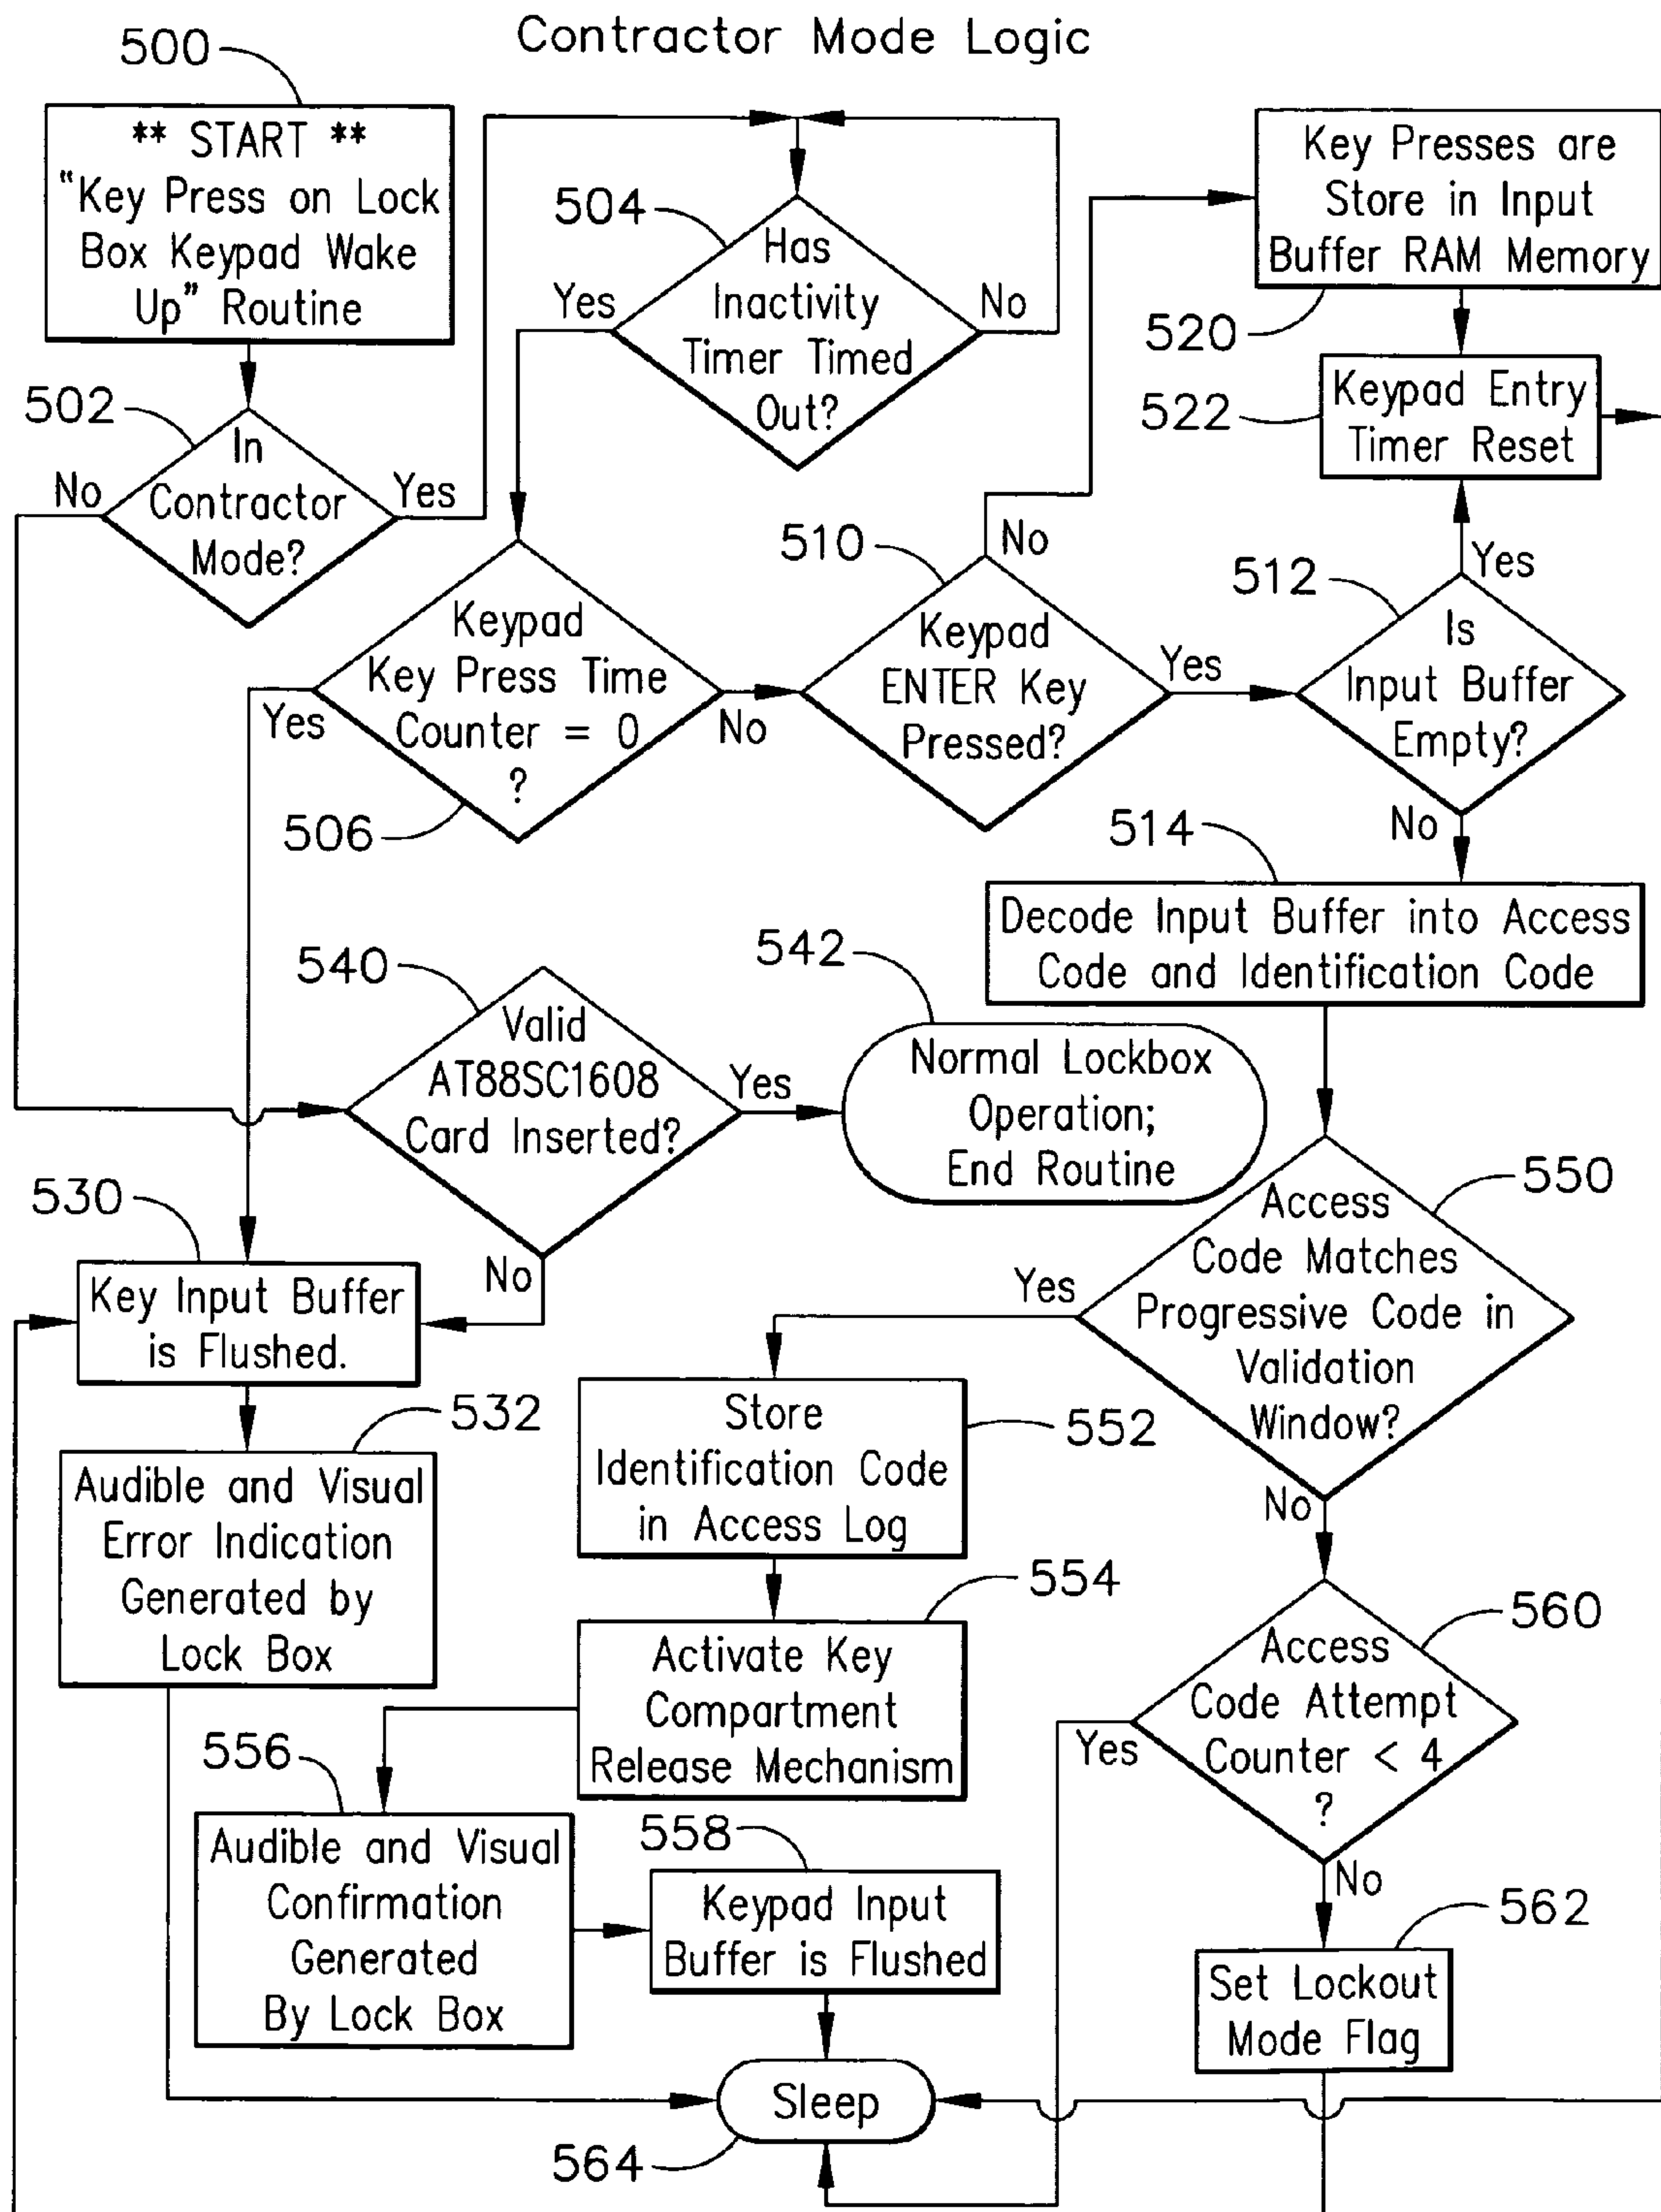 Contractor Mode Logic
500
** START **
"Key Press on Lock
Box Keypad Wake
Up" Routine
502
In
Contractor
Mode?
No
Yes
504
Has
Inactivity
Timer Timed
Out?
Yes
No
Key Presses are
Store in Input
Buffer RAM Memory
520
Keypad Entry
Timer Reset
522
506
Keypad
Key Press Time
Counter = 0
?
Yes
No
510
Keypad
ENTER Key
Pressed?
No
Yes
512
Is
Input Buffer
Empty?
Yes
No
514
Decode Input Buffer into Access
Code and Identification Code
540
Valid
AT88SC1608
Card Inserted?
Yes
No
542
Normal Lockbox
Operation;
End Routine
530
Key Input Buffer
is Flushed.
532
Audible and Visual
Error Indication
Generated by
Lock Box
550
Access
Code Matches
Progressive Code in
Validation
Window?
Yes
No
552
Store
Identification Code
in Access Log
554
Activate Key
Compartment
Release Mechanism
556
Audible and Visual
Confirmation
Generated
By Lock Box
558
Keypad Input
Buffer is Flushed
560
Access
Code Attempt
Counter < 4
?
Yes
No
562
Set Lockout
Mode Flag
Sleep
564